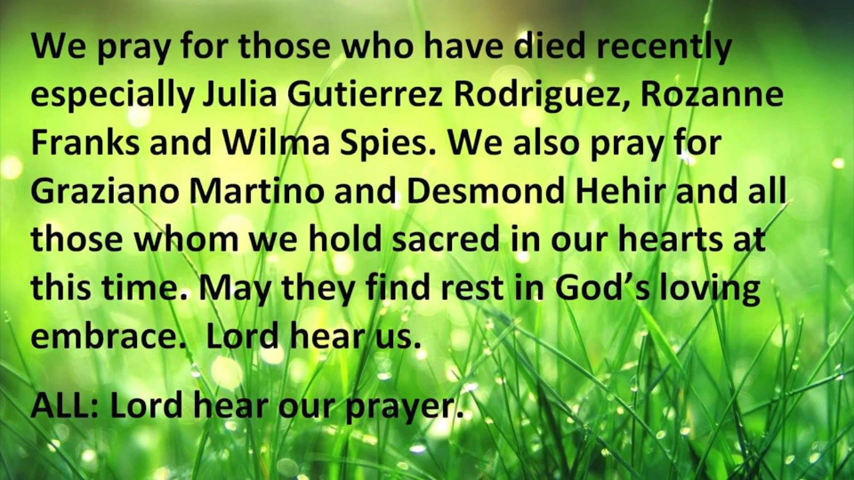 We pray for those who have died recently
especially Julia Gutierrez Rodriguez, Rozanne
Franks and Wilma Spies. We also pray for
Graziano Martino and Desmond Hehir and all
those whom we hold sacred in our hearts at
this time. May they find rest in God’s loving
embrace.  Lord hear us.
ALL: Lord hear our prayer.